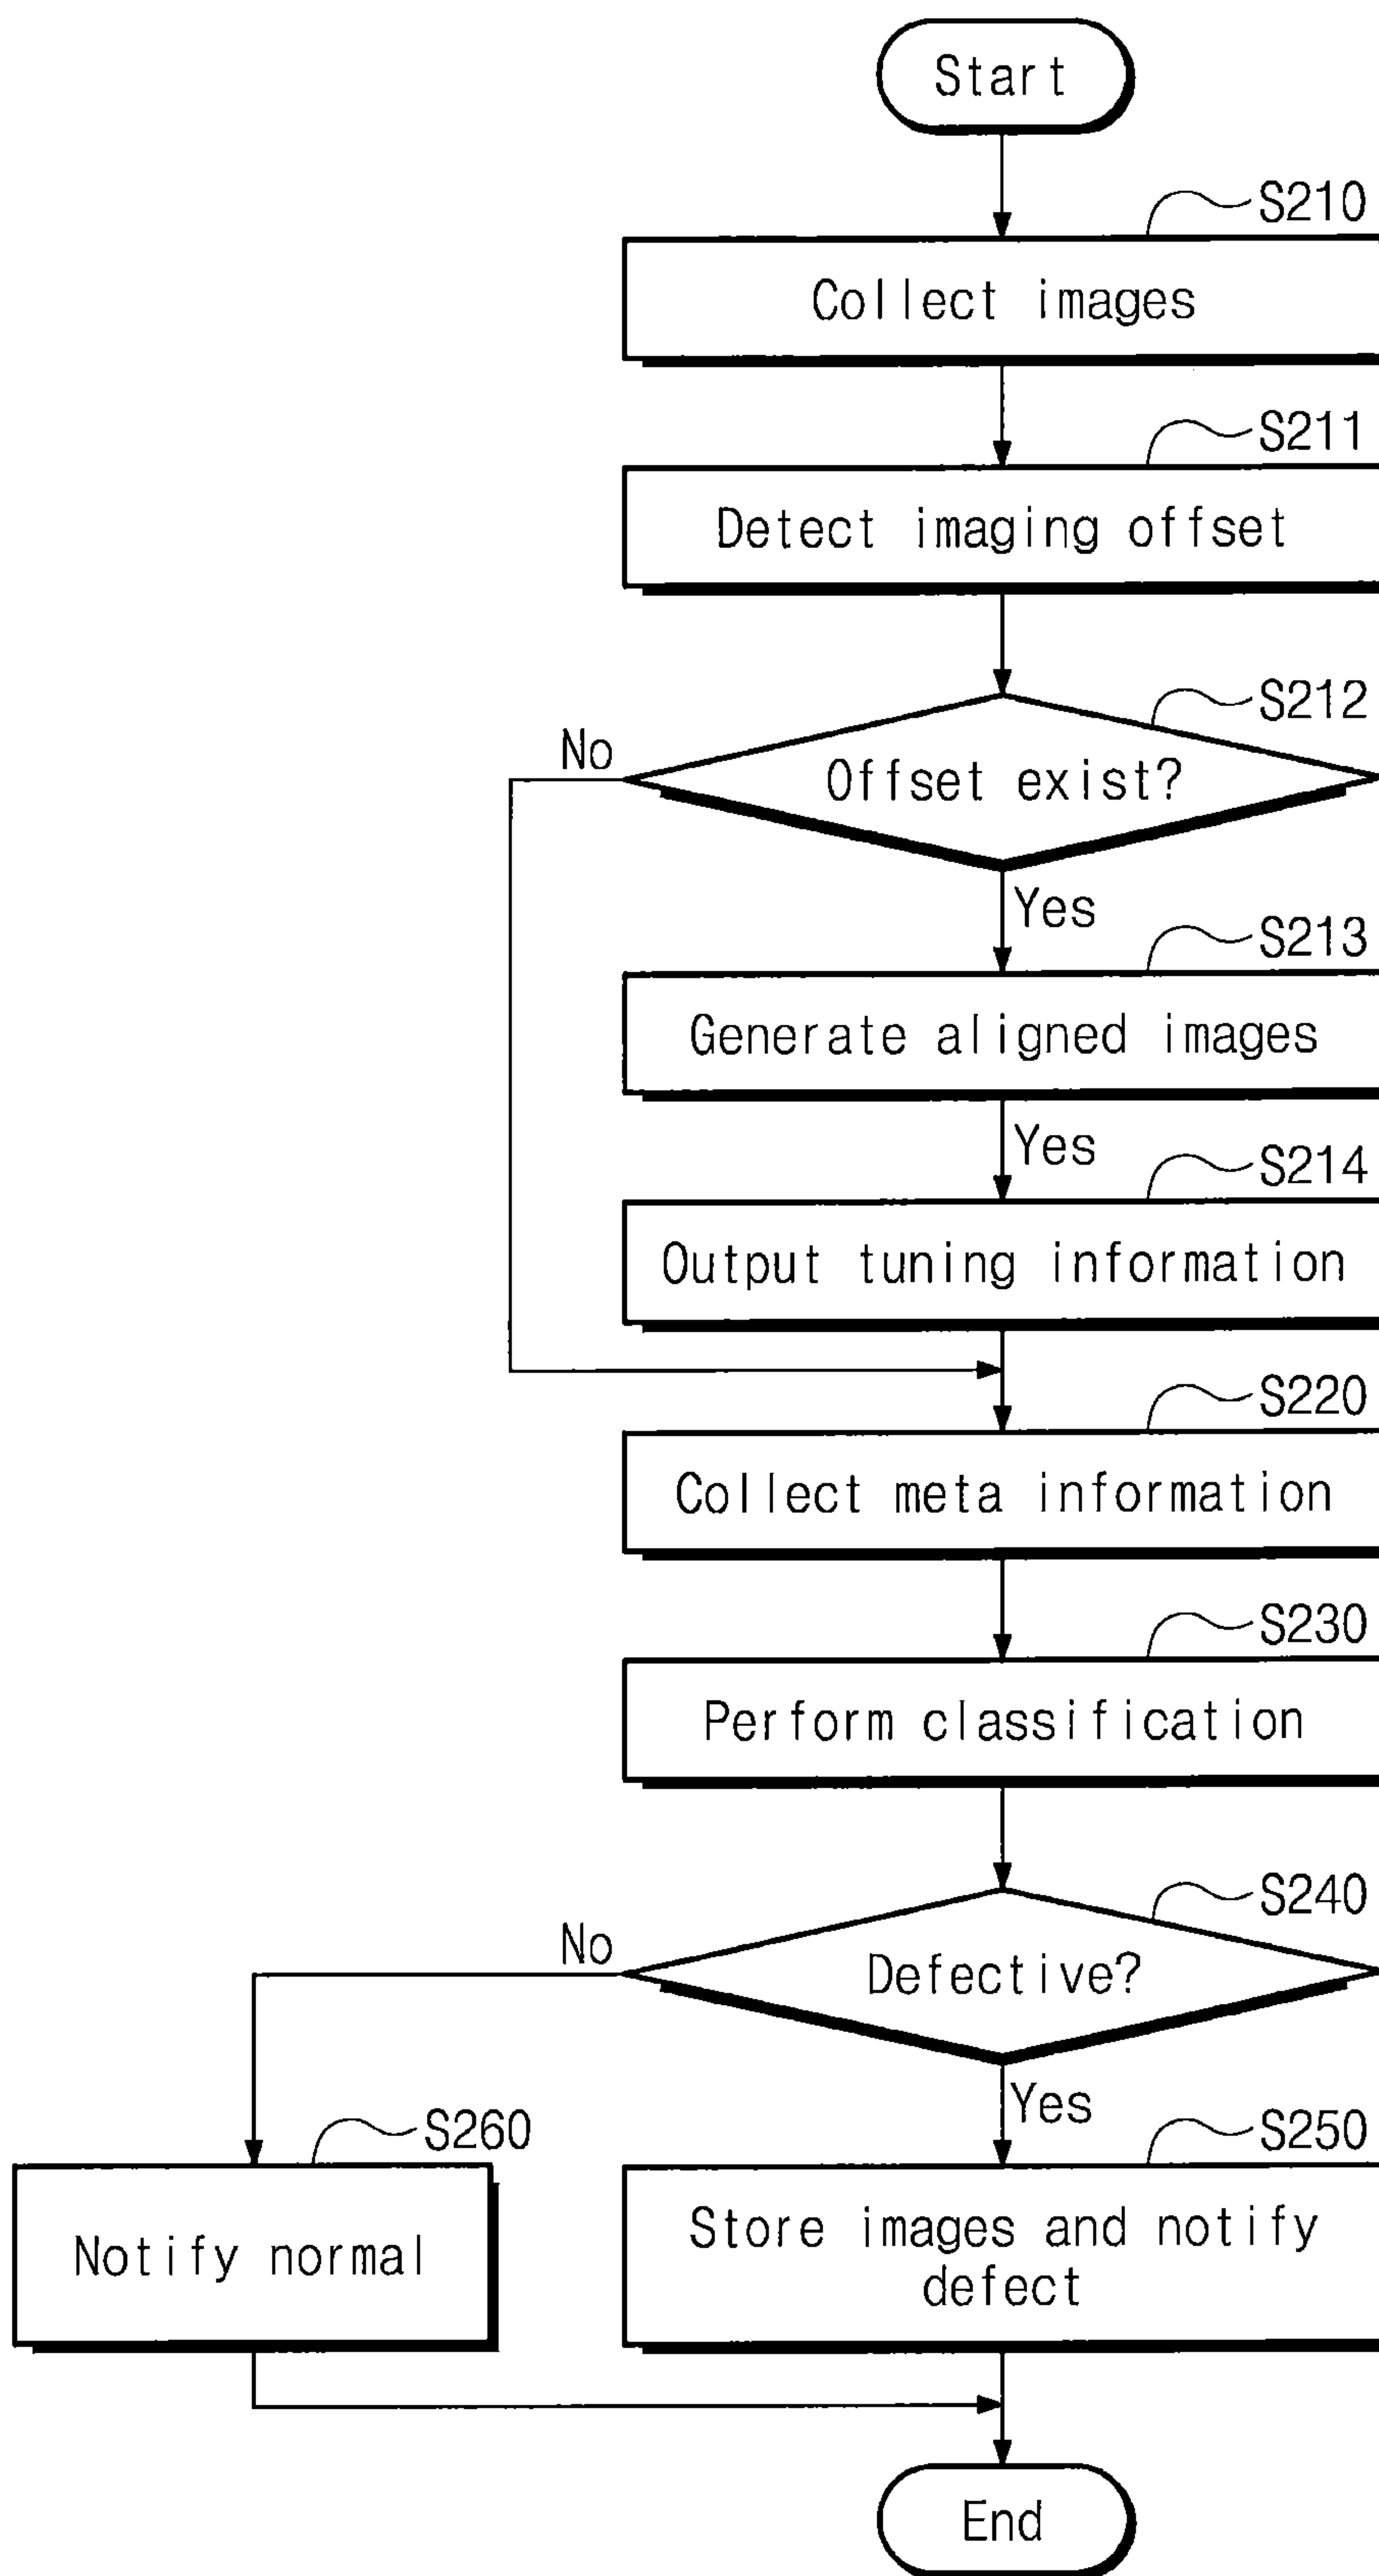 Start
S210
Collect images
S211
Detect imaging offset
S212
No
Offset exist?
Yes
S213
Generate aligned images
Yes
S214
Output tuning information
S220
Collect meta information
S230
Perform classification
S240
No
Defective?
Yes
S260
S250
Notify normal
Store images and notify
defect
End